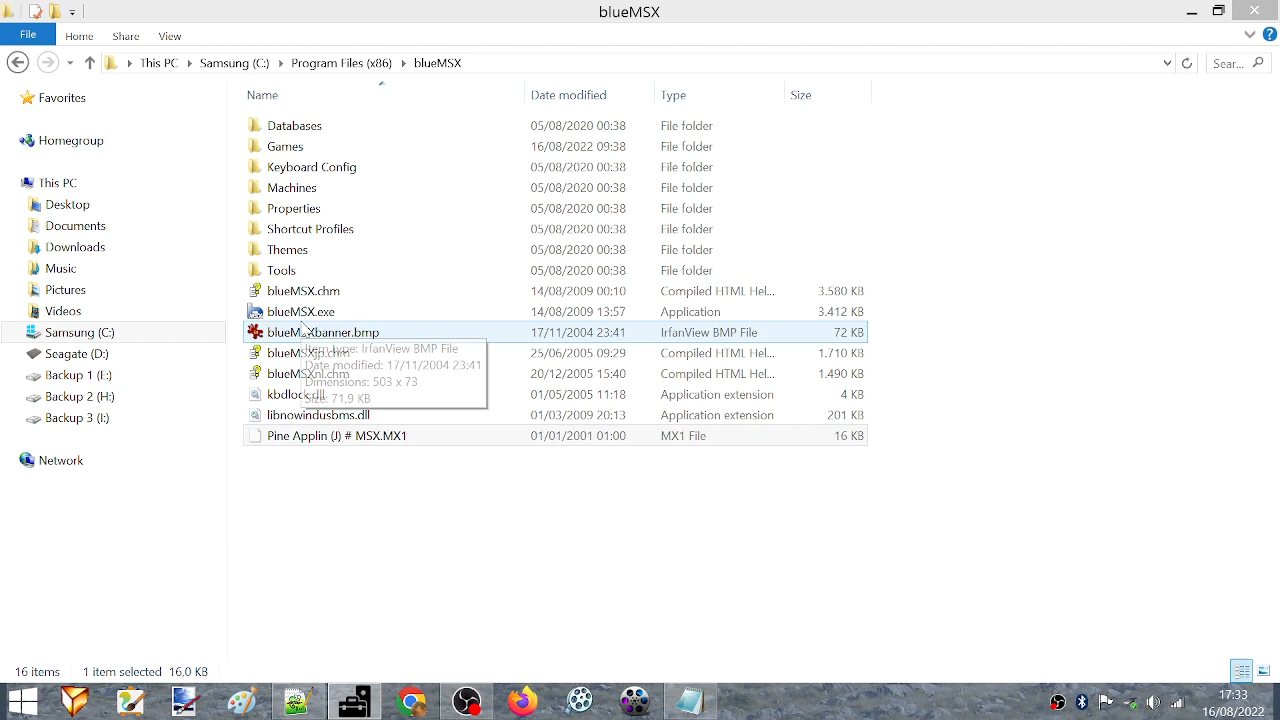 blueMSX
File Home Share View
This PC Samsung (C:) Program Files (x86) blueMSX Sear...
Name Date modified Type Size
Favorites
Homegroup
This PC
Desktop
Documents
Downloads
Music
Pictures
Videos
Samsung (C:)
Seagate (D:)
Backup 1 (E:)
Backup 2 (H:)
Backup 3 (I:)
Network
Databases 05/08/2020 00:38 File folder
Games 16/08/2022 09:38 File folder
Keyboard Config 05/08/2020 00:38 File folder
Machines 05/08/2020 00:38 File folder
Properties 05/08/2020 00:38 File folder
Shortcut Profiles 05/08/2020 00:38 File folder
Themes 05/08/2020 00:38 File folder
Tools 05/08/2020 00:38 File folder
blueMSX.chm 14/08/2009 00:10 Compiled HTML Hel... 3.580 KB
blueMSX.exe 14/08/2009 13:57 Application 3.412 KB
blueMSXbanner.bmp 17/11/2004 23:41 IrfanView BMP File 72 KB
blueMSXjp.chm 25/06/2005 09:29 Compiled HTML Hel... 1.710 KB
blueMSXnl.chm 20/12/2005 15:40 Compiled HTML Hel... 1.490 KB
kbdlock.dll 01/05/2005 11:18 Application extension 4 KB
libnowindusbms.dll 01/03/2009 20:13 Application extension 201 KB
Pine Applin (J) # MSX.MX1 01/01/2001 01:00 MX1 File 16 KB
Item type: IrfanView BMP File
Date modified: 17/11/2004 23:41
Dimensions: 503 x 73
Size: 71,9 KB
16 items 1 item selected 16,0 KB
17:33
16/08/2022